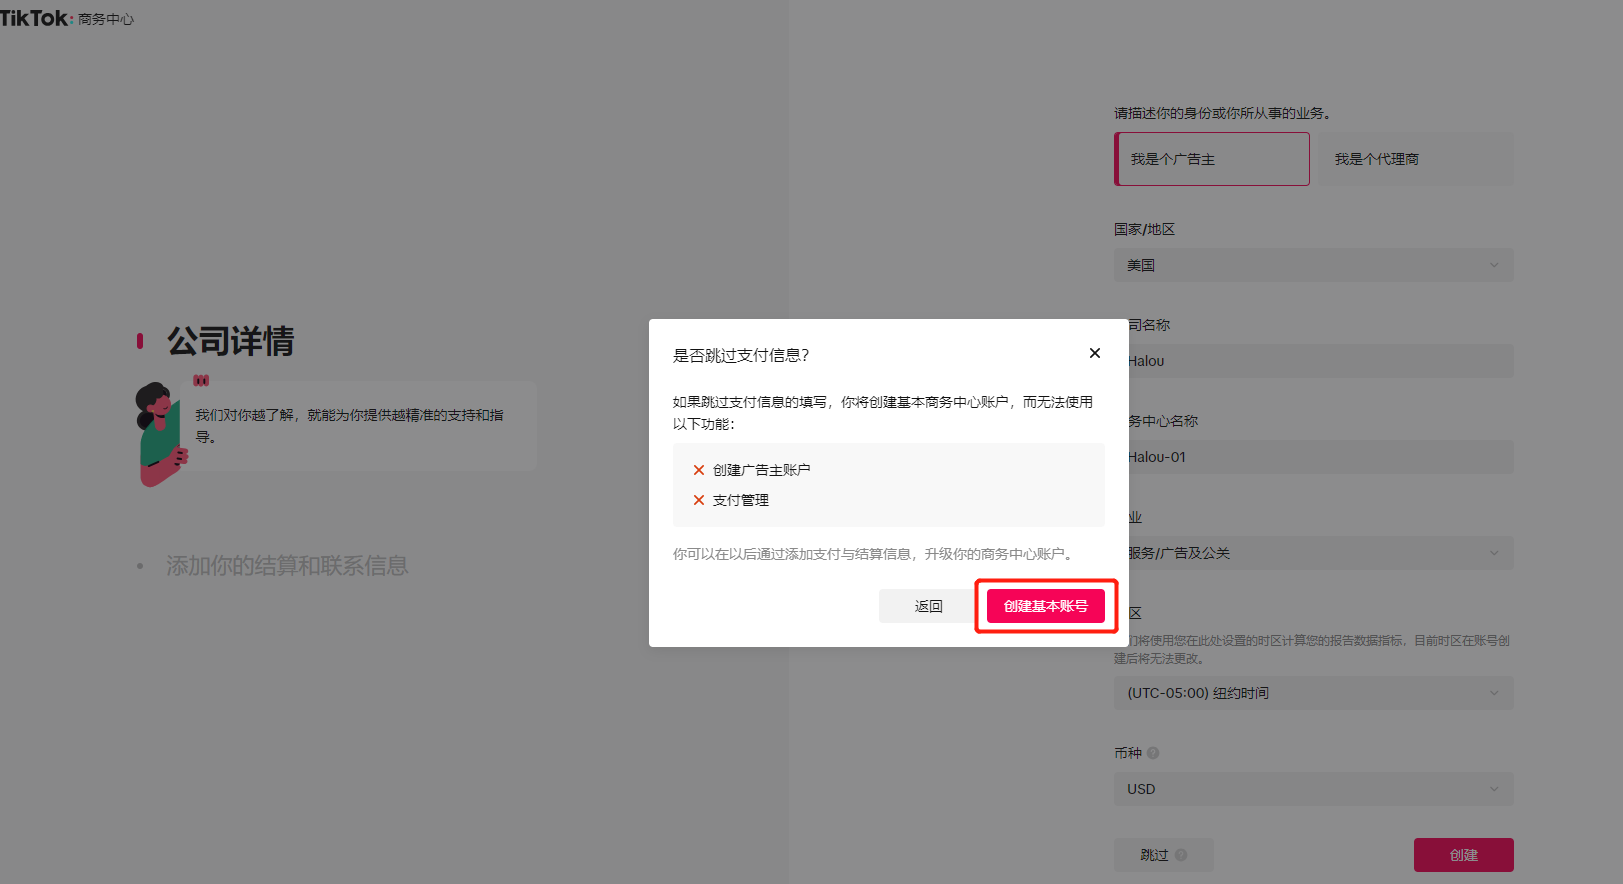 TikTok: 商务中心
请描述你的身份或你所从事的业务。
我是个广告主
我是个代理商
国家/地区
美国
公司详情
我们对你越了解，就能为你提供越精准的支持和指
导。
添加你的结算和联系信息
是否跳过支付信息？
如果跳过支付信息的填写，你将创建基本商务中心账户，而无法使用
以下功能：
创建广告主账户
支付管理
你可以在以后通过添加支付与结算信息，升级你的商务中心账户。
返回
创建基本账号
司名称
Halou
务中心名称
Halou-01
业
服务/广告及公关
区
们将使用您在此处设置的时区计算您的报告数据指标，目前时区在账号创
建后将无法更改。
(UTC-05:00) 纽约时间
币种
USD
跳过
创建